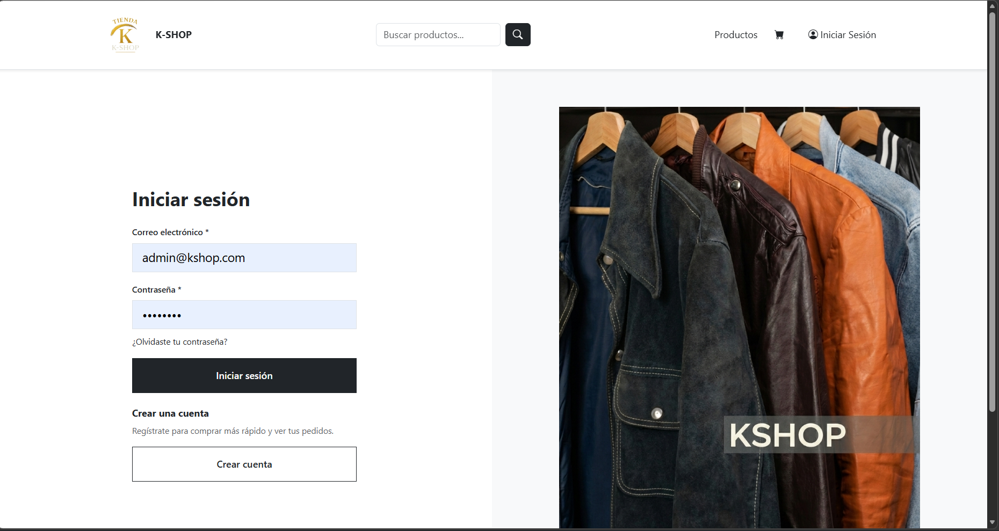 TIENDA
K
K-SHOP
K-SHOP
Buscar productos...
Productos
Iniciar Sesión
Iniciar sesión
Correo electrónico *
admin@kshop.com
Contraseña *
••••••••
¿Olvidaste tu contraseña?
Iniciar sesión
Crear una cuenta
Regístrate para comprar más rápido y ver tus pedidos.
Crear cuenta
KSHOP